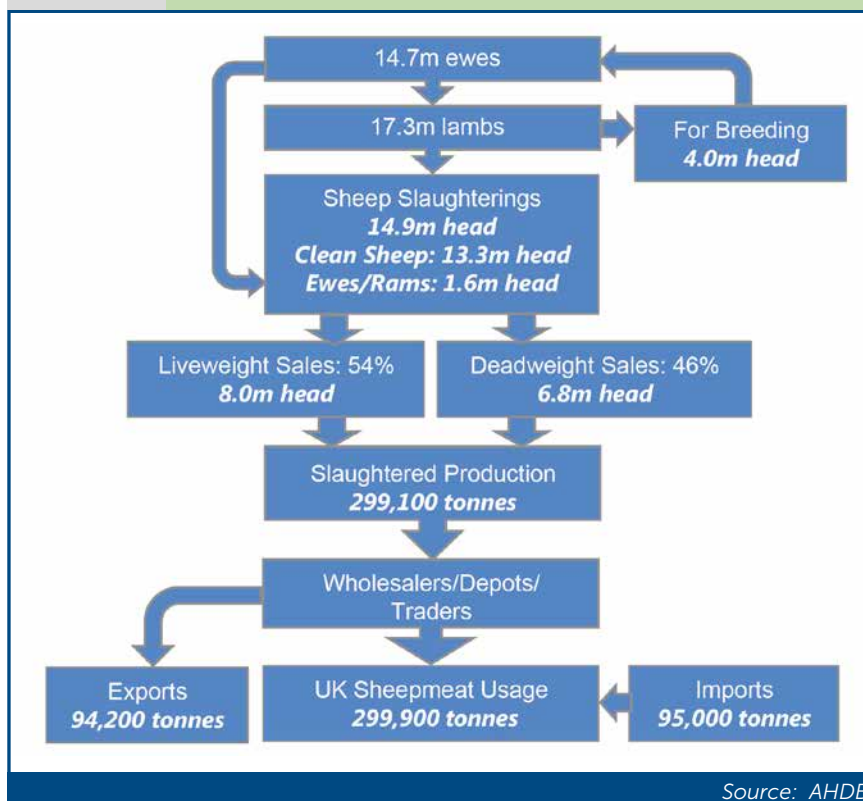 14.7m ewes
17.3m lambs
For Breeding
4.0m head
Sheep Slaughterings
14.9m head
Clean Sheep: 13.3m head
Ewes/Rams: 1.6m head
Liveweight Sales: 54%
8.0m head
Deadweight Sales: 46%
6.8m head
Slaughtered Production
299,100 tonnes
Wholesalers/Depots/
Traders
Exports
94,200 tonnes
UK Sheepmeat Usage
299,900 tonnes
Imports
95,000 tonnes
Source: AHDB